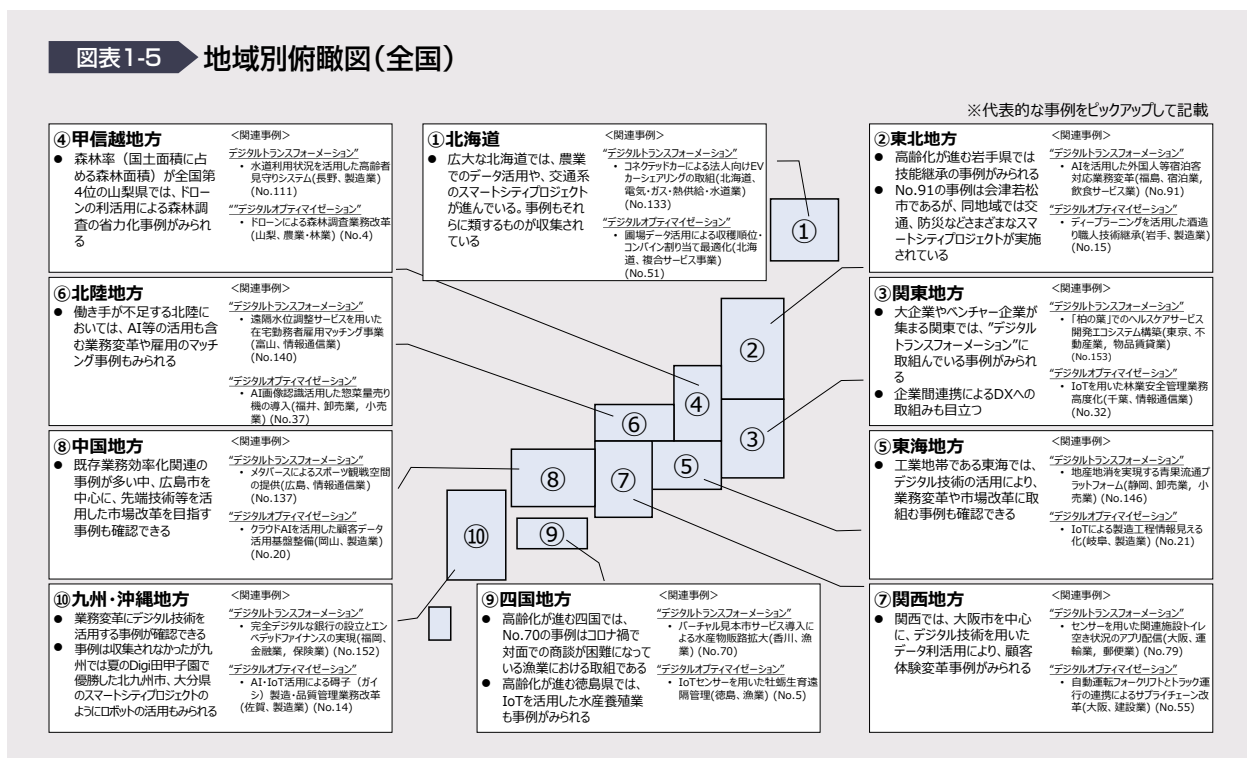 図表1-5
地域別俯瞰図(全国)
※代表的な事例をピックアップして記載
④甲信越地方
● 森林率（国土面積に占
める森林面積）が全国第
4位の山梨県では、ドロー
ンの利活用による森林調
査の省力化事例がみられ
る
<関連事例>
デジタルトランスフォーメーション"
・ 水道利用状況を活用した高齢者
見守りシステム(長野、製造業)
(No.111)
""デジタルオプティマイゼーション"
・ ドローンによる森林調査業務改革
(山梨、農業・林業) (No.4)
①北海道
● 広大な北海道では、農業
でのデータ活用や、交通系
のスマートシティプロジェクト
が進んでいる。事例もそれ
らに類するものが収集され
ている
<関連事例>
"デジタルトランスフォーメーション"
・ コネクテッドカーによる法人向けEV
カーシェアリングの取組(北海道、
電気・ガス・熱供給・水道業)
(No.133)
"デジタルオプティマイゼーション"
・ 圃場データ活用による収穫順位・
コンバイン割り当て最適化(北海
道、複合サービス事業)
(No.51)
②東北地方
● 高齢化が進む岩手県では
技能継承の事例がみられる
● No.91の事例は会津若松
市であるが、同地域では交
通、防災などさまざまなスマ
ートシティプロジェクトが実施
されている
<関連事例>
"デジタルトランスフォーメーション"
・ AIを活用した外国人等宿泊客
対応業務変革(福島、宿泊業,
飲食サービス業) (No.91)
"デジタルオプティマイゼーション"
・ ディープラーニングを活用した酒造
り職人技術継承(岩手、製造業)
(No.15)
⑥北陸地方
● 働き手が不足する北陸に
おいては、AI等の活用も含
む業務変革や雇用のマッチ
ング事例もみられる
<関連事例>
"デジタルトランスフォーメーション"
・ 遠隔水位調整サービスを用いた
在宅勤務者雇用マッチング事業
(富山、情報通信業)
(No.140)
"デジタルオプティマイゼーション"
・ AI画像認識活用した惣菜量売り
機の導入(福井、卸売業，小売
業) (No.37)
③関東地方
● 大企業やベンチャー企業が
集まる関東では、"デジタル
トランスフォーメーション"に
取組んでいる事例がみられ
る
● 企業間連携によるDXへの
取組みも目立つ
<関連事例>
"デジタルトランスフォーメーション"
・ 「柏の葉」でのヘルスケアサービス
開発エコシステム構築(東京、不
動産業，物品賃貸業)
(No.153)
"デジタルオプティマイゼーション"
・ IoTを用いた林業安全管理業務
高度化(千葉、情報通信業)
(No.32)
⑧中国地方
● 既存業務効率化関連の
事例が多い中、広島市を
中心に、先端技術等を活
用した市場改革を目指す
事例も確認できる
<関連事例>
"デジタルトランスフォーメーション"
・ メタバースによるスポーツ観戦空間
の提供(広島、情報通信業)
(No.137)
"デジタルオプティマイゼーション"
・ クラウドAIを活用した顧客データ
活用基盤整備(岡山、製造業)
(No.20)
⑤東海地方
● 工業地帯である東海では、
デジタル技術の活用により、
業務変革や市場改革に取
組む事例も確認できる
<関連事例>
"デジタルトランスフォーメーション"
・ 地産地消を実現する青果流通プ
ラットフォーム(静岡、卸売業，小
売業) (No.146)
"デジタルオプティマイゼーション"
・ IoTによる製造工程情報見える
化(岐阜、製造業) (No.21)
⑩九州・沖縄地方
● 業務変革にデジタル技術を
活用する事例が確認できる
● 事例は収集されなかったが九
州では夏のDigi田甲子園で
優勝した北九州市、大分県
のスマートシティプロジェクトの
ようにロボットの活用もみられる
<関連事例>
"デジタルトランスフォーメーション"
・ 完全デジタルな銀行の設立とエン
ベデッドファイナンスの実現(福岡、
金融業，保険業) (No.152)
"デジタルオプティマイゼーション"
・ AI・IoT活用による碍子（ガイ
シ）製造・品質管理業務改革
(佐賀、製造業) (No.14)
⑨四国地方
● 高齢化が進む四国では、
No.70の事例はコロナ禍で
対面での商談が困難になって
いる漁業における取組である
● 高齢化が進む徳島県では、
IoTを活用した水産養殖業
も事例がみられる
<関連事例>
"デジタルトランスフォーメーション"
・ バーチャル見本市サービス導入に
よる水産物販路拡大(香川、漁
業) (No.70)
"デジタルオプティマイゼーション"
・ IoTセンサーを用いた牡蛎生育遠
隔管理(徳島、漁業) (No.5)
⑦関西地方
● 関西では、大阪市を中心
に、デジタル技術を用いた
データ利活用により、顧客
体験変革事例がみられる
<関連事例>
"デジタルトランスフォーメーション"
・ センサーを用いた関連施設トイレ
空き状況のアプリ配信(大阪、運
輸業，郵便業) (No.79)
"デジタルオプティマイゼーション"
・ 自動運転フォークリフトとトラック運
行の連携によるサプライチェーン改
革(大阪、建設業) (No.55)
①
②
④
⑥
③
⑤
⑧
⑦
⑩
⑨